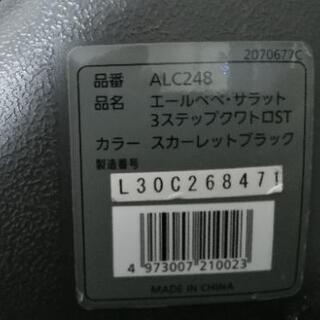 2070677C
品番 ALC248
品名 エールベベ・サラット
3ステップクワトロST
カラー スカーレットブラック
製造番号
L30C268471
4 973007 210023
MADE IN CHINA